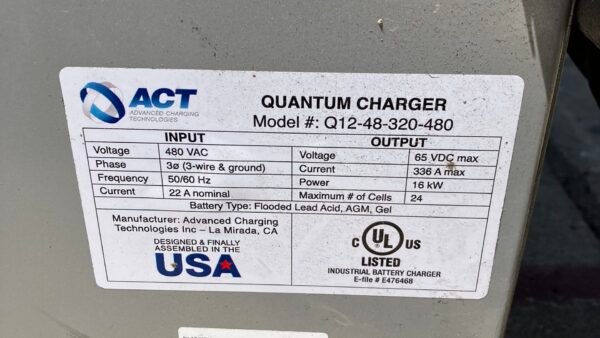 ACT
ADVANCED CHARGING
TECHNOLOGIES
QUANTUM CHARGER
Model #: Q12-48-320-480
INPUT
Voltage 480 VAC
Phase 3ø (3-wire & ground)
Frequency 50/60 Hz
Current 22 A nominal
OUTPUT
Voltage 65 VDC max
Current 336 A max
Power 16 kW
Maximum # of Cells 24
Battery Type: Flooded Lead Acid, AGM, Gel
Manufacturer: Advanced Charging
Technologies Inc – La Mirada, CA
DESIGNED & FINALLY
ASSEMBLED IN THE
USA
C UL US
LISTED
INDUSTRIAL BATTERY CHARGER
E-file # E476468